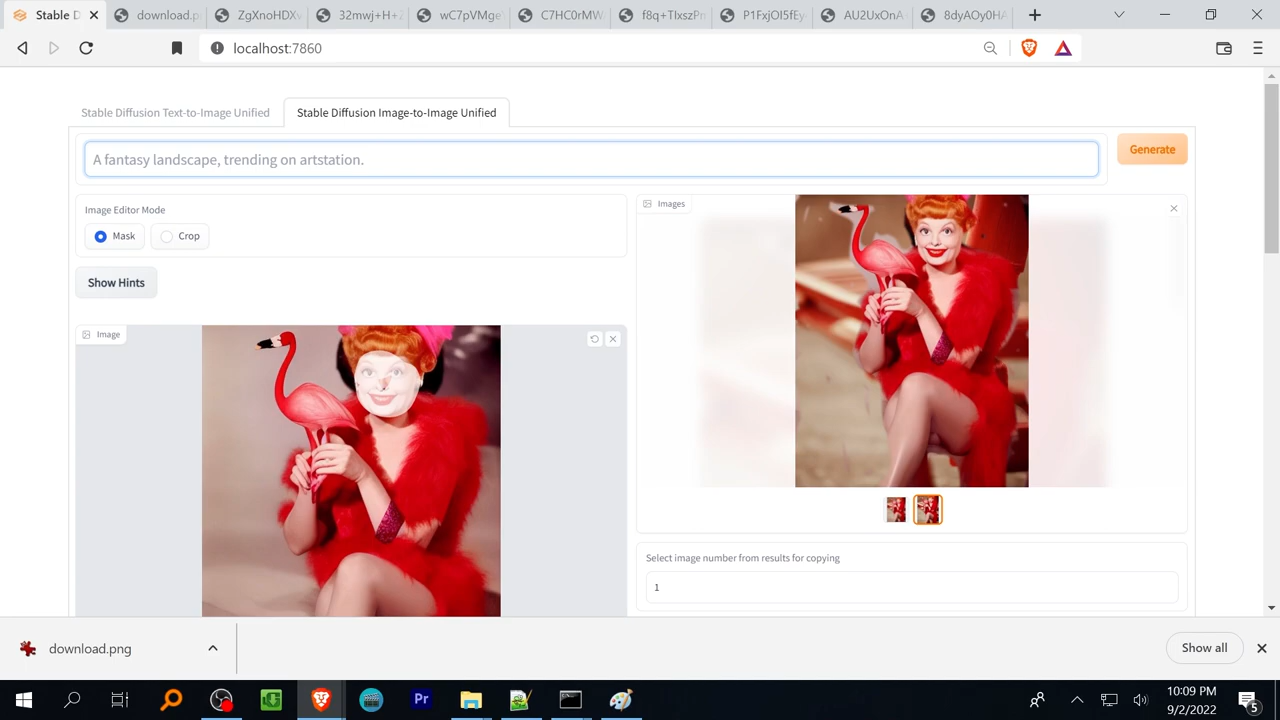 Stable D
download.p
ZgXnoHDX
32mwj+H+
wC7pVMge
C7HC0rMW
f8q+TIxszP
P1FxjOI5fEy
AU2UxOnA
8dyAOy0HA
localhost:7860
Stable Diffusion Text-to-Image Unified
Stable Diffusion Image-to-Image Unified
A fantasy landscape, trending on artstation.
Generate
Image Editor Mode
Mask
Crop
Images
Show Hints
Image
Select image number from results for copying
1
download.png
Show all
Pr
10:09 PM
9/2/2022
5